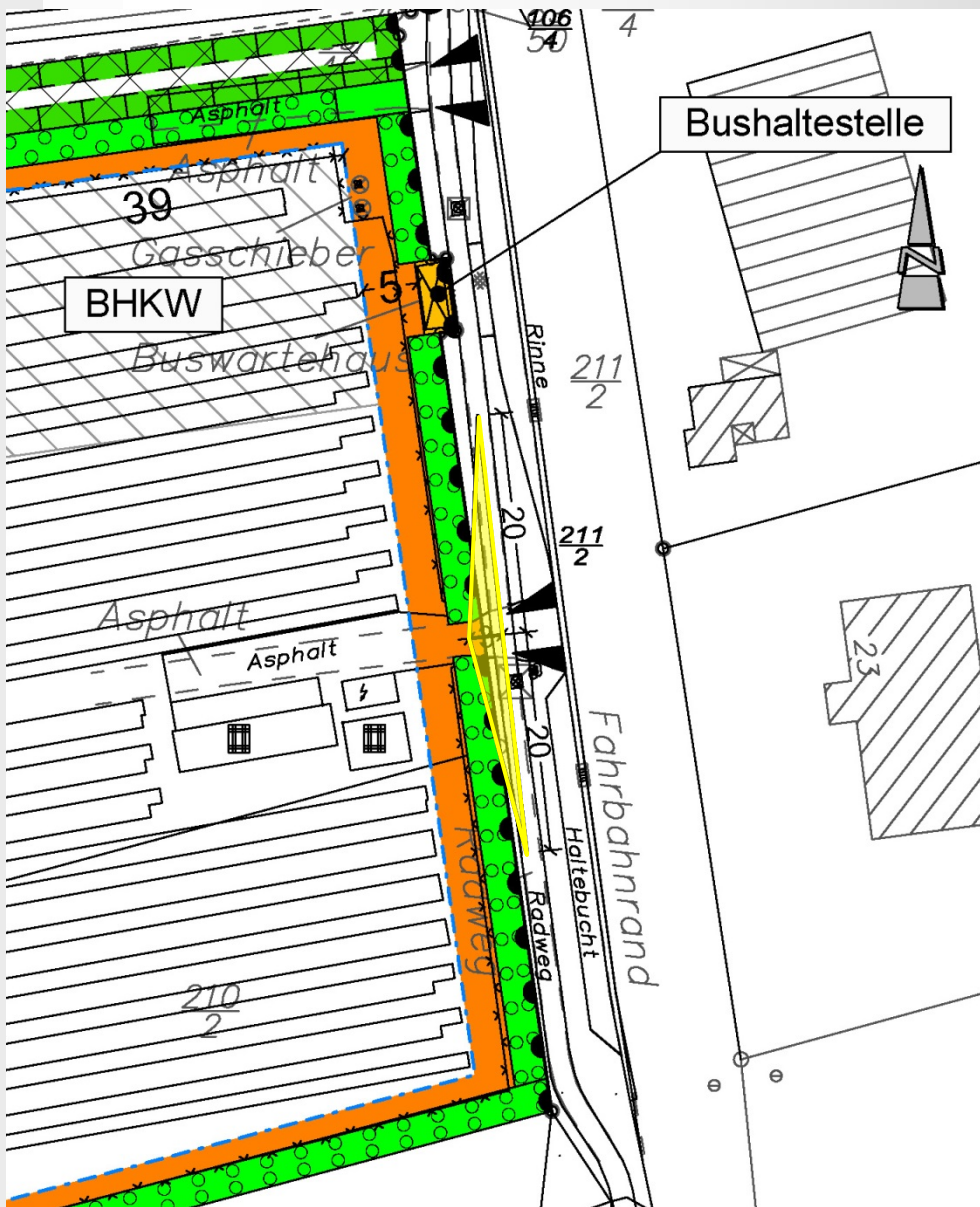 106
4
50
4
Asphalt
Asphalt
Bushaltestelle
39
Gasschieber
N
BHKW
5
Buswartehaus
Rinne
211
2
20
211
2
Asphalt
Asphalt
23
20
Fahrbahnrand
Haltebucht
Radweg
Radweg
210
2